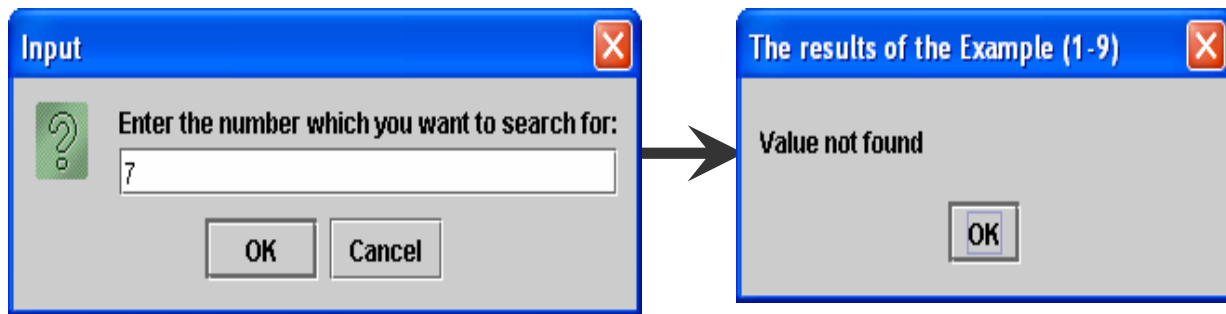 Input
Enter the number which you want to search for:
7
OK
Cancel
The results of the Example (1-9)
Value not found
OK